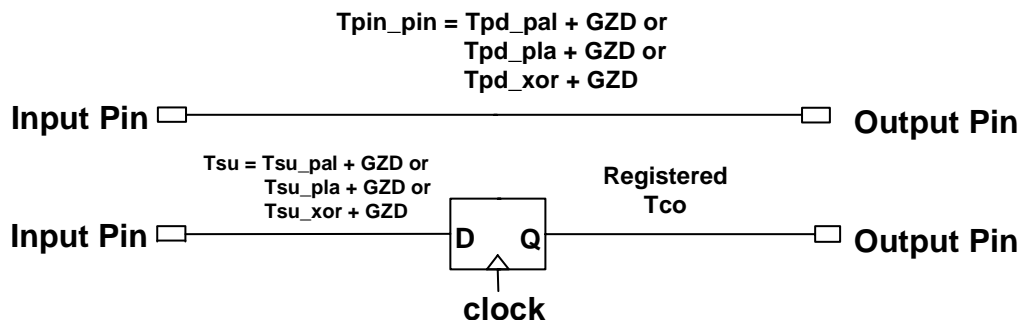 Tpin_pin = Tpd_pal + GZD or
Tpd_pla + GZD or
Tpd_xor + GZD
Input Pin
Output Pin
Tsu = Tsu_pal + GZD or
Tsu_pla + GZD or
Tsu_xor + GZD
Registered
Tco
Input Pin
D
Q
Output Pin
clock